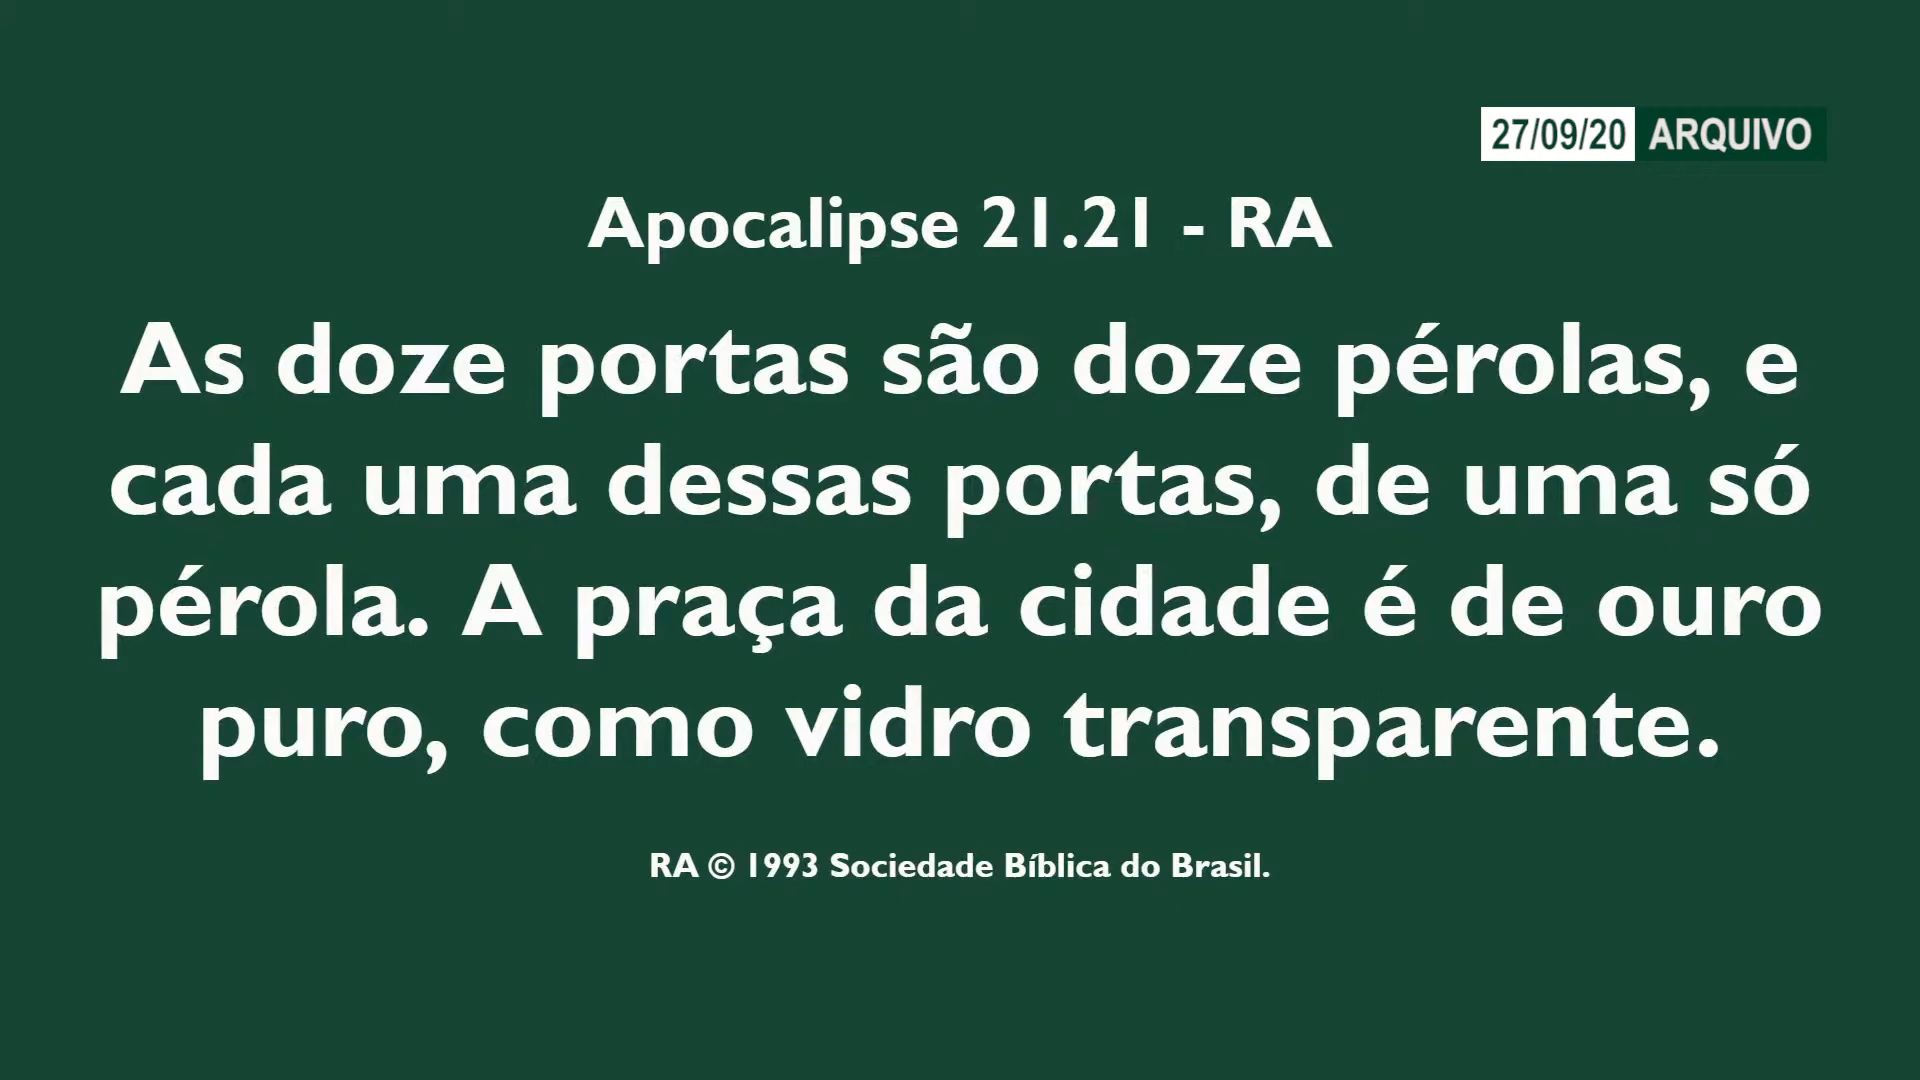 27/09/20 ARQUIVO
Apocalipse 21.21 - RA
As doze portas são doze pérolas, e
cada uma dessas portas, de uma só
pérola. A praça da cidade é de ouro
puro, como vidro transparente.
RA © 1993 Sociedade Bíblica do Brasil.